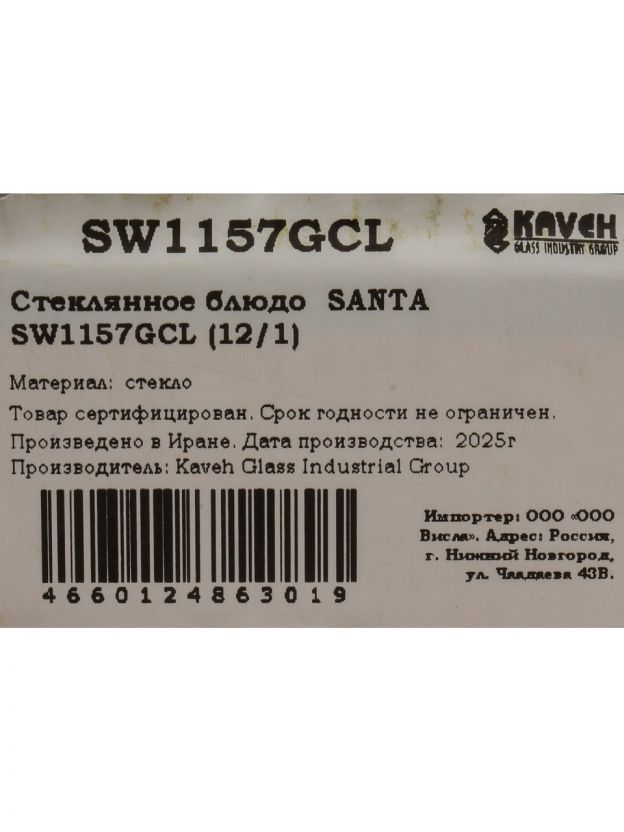 SW1157GCL
KAVEH
GLASS INDUSTRY GROUP
Стеклянное блюдо SANTA
SW1157GCL (12/1)
Материал: стекло
Товар сертифицирован. Срок годности не ограничен.
Произведено в Иране. Дата производства: 2025г
Производитель: Kaveh Glass Industrial Group
Импортер: ООО «ООО
Висла». Адрес: Россия,
г. Нижний Новгород,
ул. Чаадаева 43В.
4660124863019